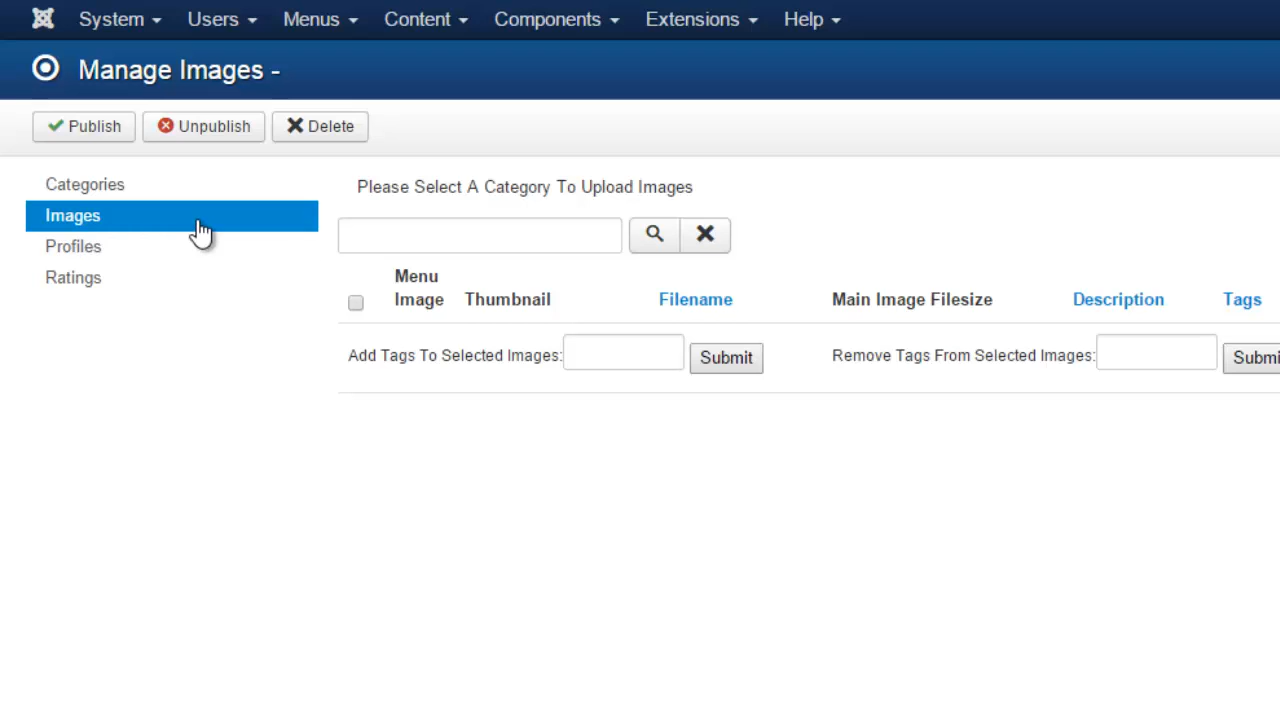 System Users Menus Content Components Extensions Help
Manage Images -
Publish Unpublish Delete
Categories
Images
Profiles
Ratings
Please Select A Category To Upload Images
Menu
Image Thumbnail Filename Main Image Filesize Description Tags
Add Tags To Selected Images: Submit Remove Tags From Selected Images: Submi